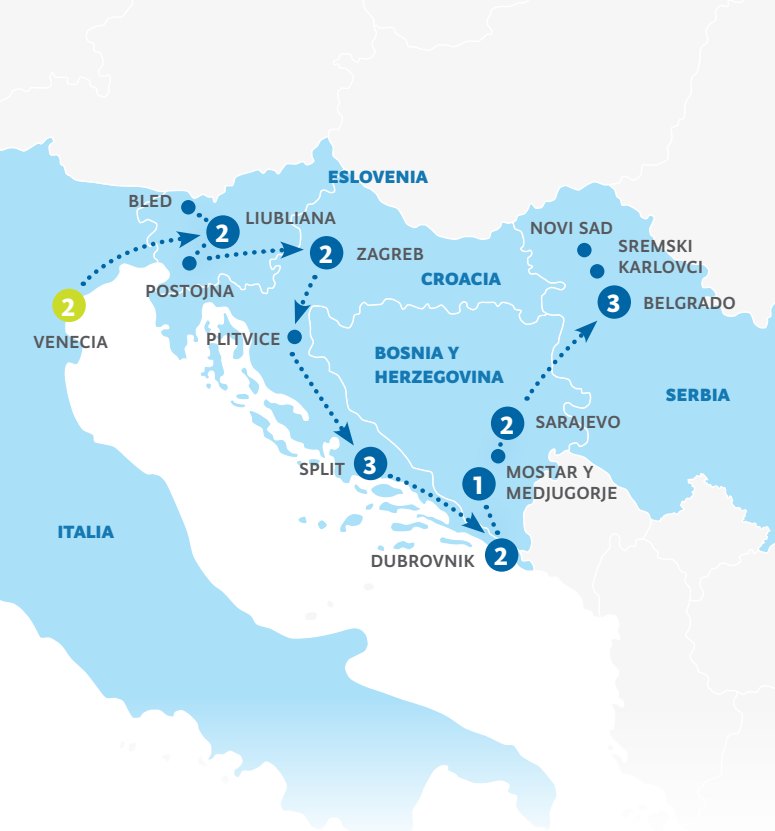 ESLOVENIA
BLED
LIUBLIANA
2
NOVI SAD
SREMSKI
KARLOVCI
2
ZAGREB
CROACIA
POSTOJNA
2
VENECIA
3
BELGRADO
PLITVICE
BOSNIA Y
HERZEGOVINA
SERBIA
2
SARAJEVO
SPLIT
3
1
MOSTAR Y
MEDJUGORJE
ITALIA
DUBROVNIK
2